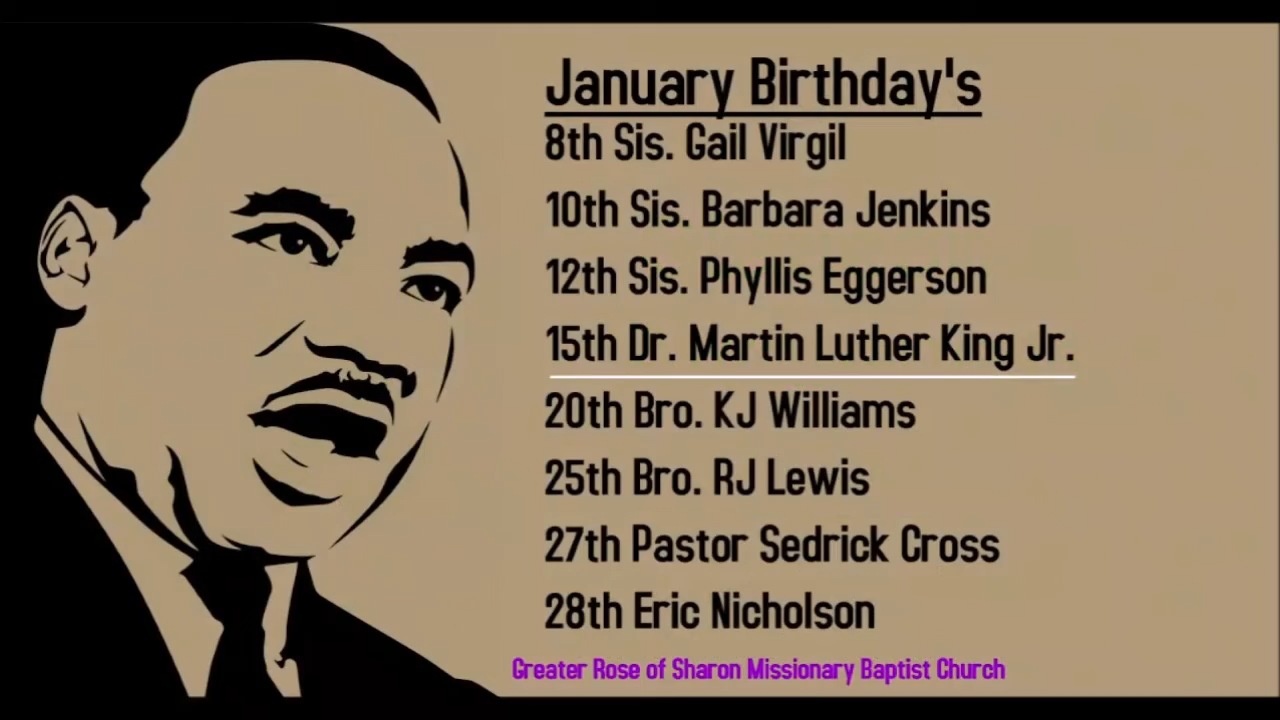 January Birthday's
8th Sis. Gail Virgil
10th Sis. Barbara Jenkins
12th Sis. Phyllis Eggerson
15th Dr. Martin Luther King Jr.
20th Bro. KJ Williams
25th Bro. RJ Lewis
27th Pastor Sedrick Cross
28th Eric Nicholson
Greater Rose of Sharon Missionary Baptist Church